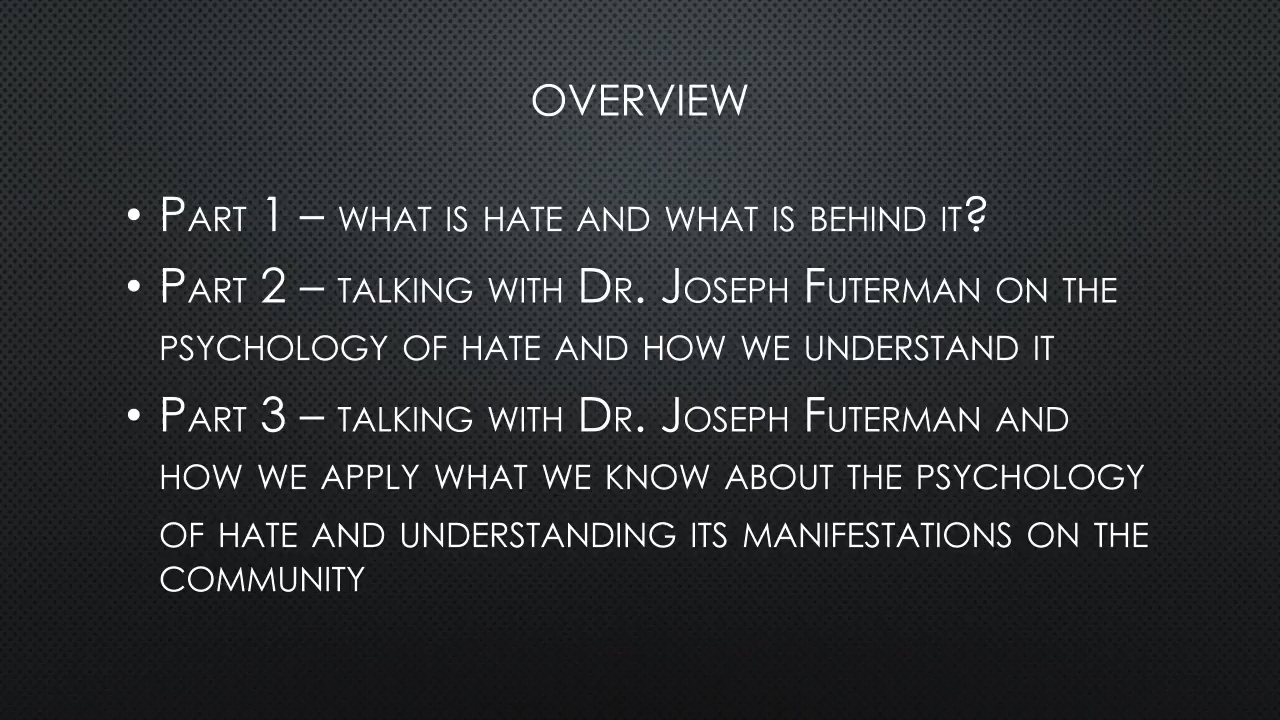 OVERVIEW
• Part 1 – what is hate and what is behind it?
• Part 2 – talking with Dr. Joseph Futerman on the
psychology of hate and how we understand it
• Part 3 – talking with Dr. Joseph Futerman and
how we apply what we know about the psychology
of hate and understanding its manifestations on the
community